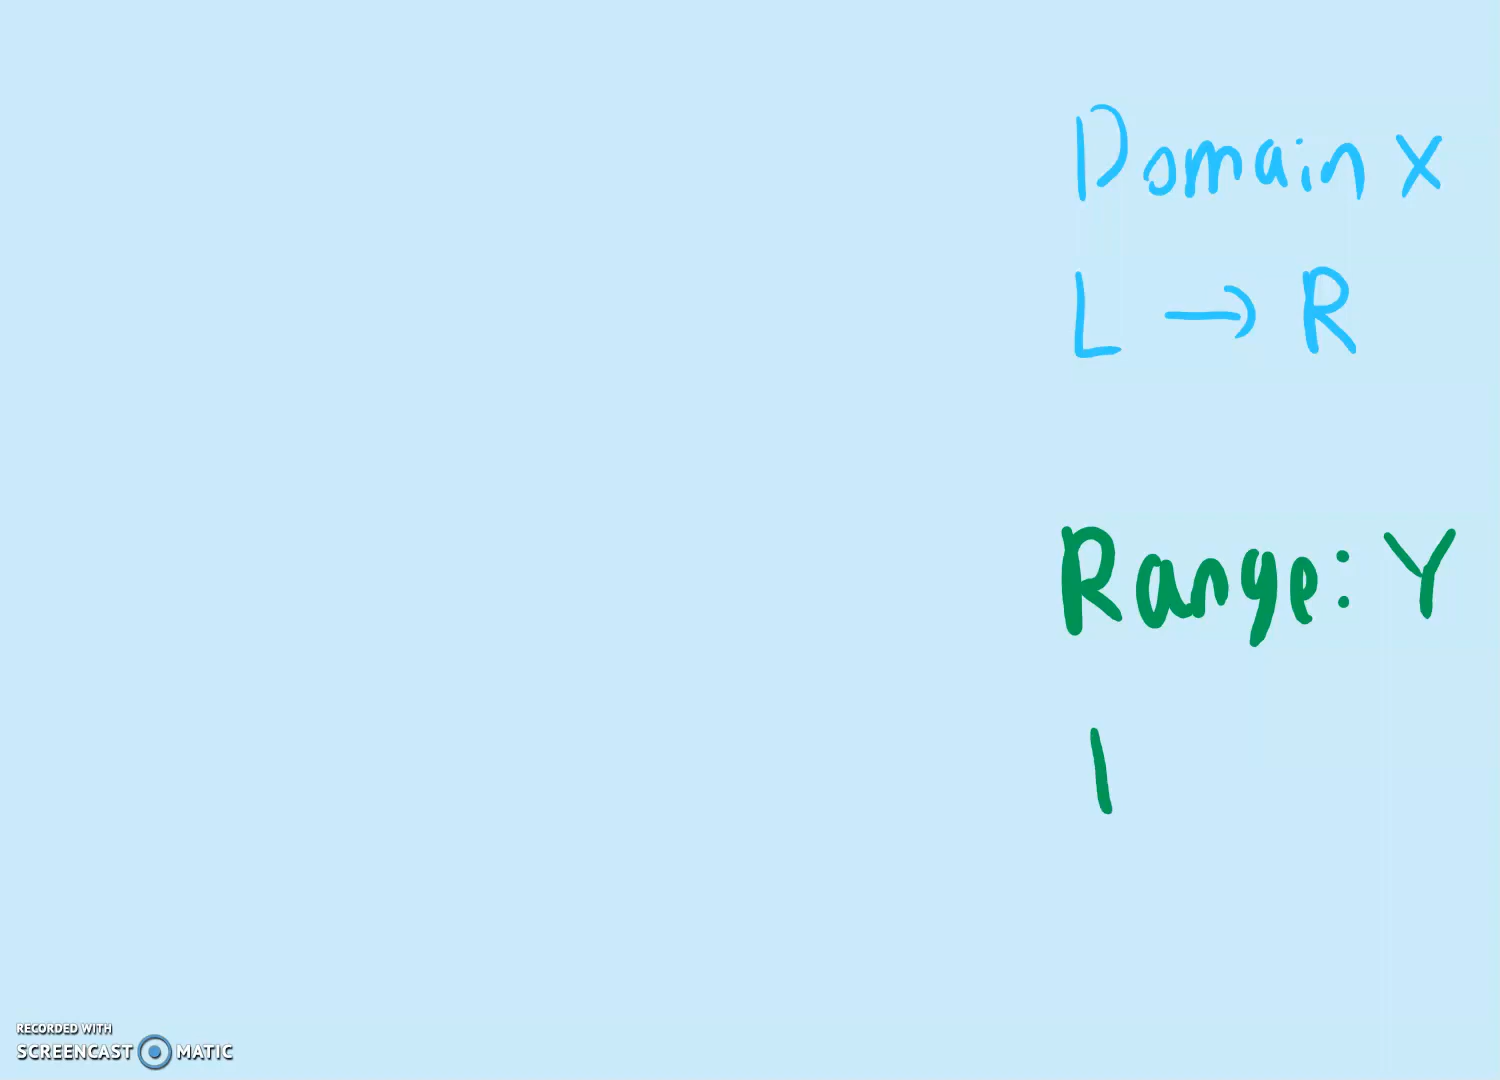 Domain X
L → R
Range: Y
l
RECORDED WITH
SCREENCAST MATIC